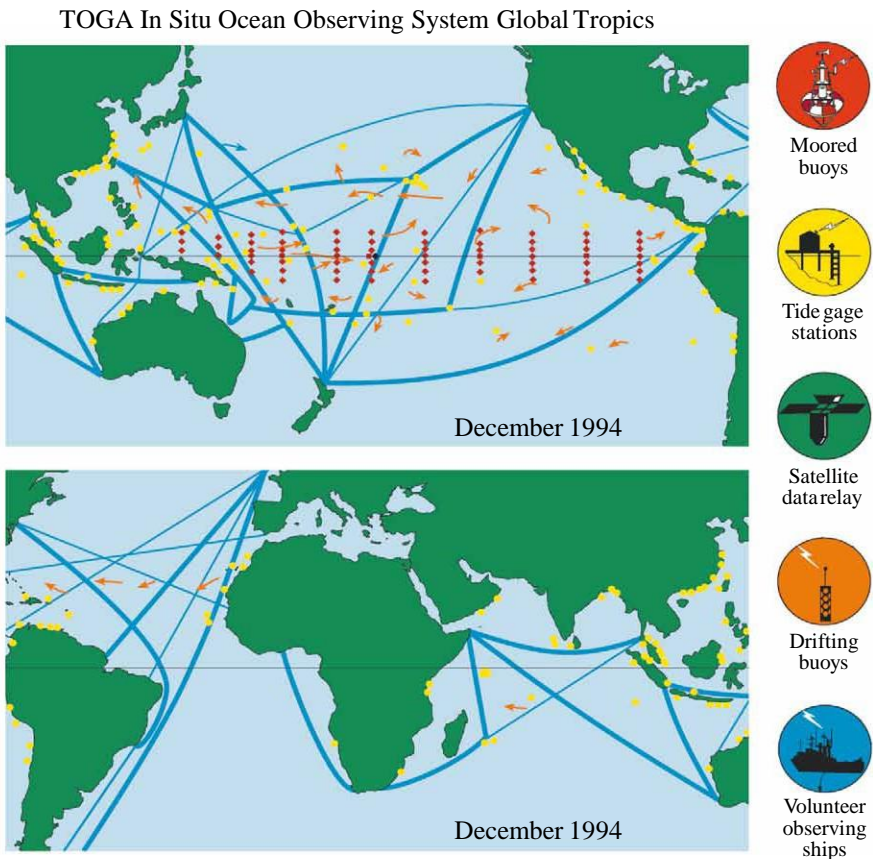 TOGA In Situ Ocean Observing System Global Tropics
December 1994
December 1994
Moored
buoys
Tide gage
stations
Satellite
data relay
Drifting
buoys
Volunteer
observing
ships